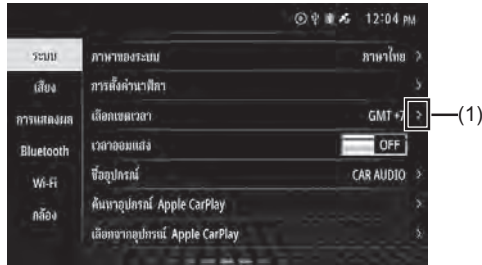 12:04 PM
ระบบ
ภาษาของระบบ
ภาษาไทย
เสียง
การตั้งค่านาฬิกา
การแสดงผล
เลือกเขตเวลา
GMT +7
(1)
Bluetooth
เวลาออมแสง
OFF
Wi-Fi
ชื่ออุปกรณ์
CAR AUDIO
กล้อง
ค้นหาอุปกรณ์ Apple CarPlay
เลือกจากอุปกรณ์ Apple CarPlay